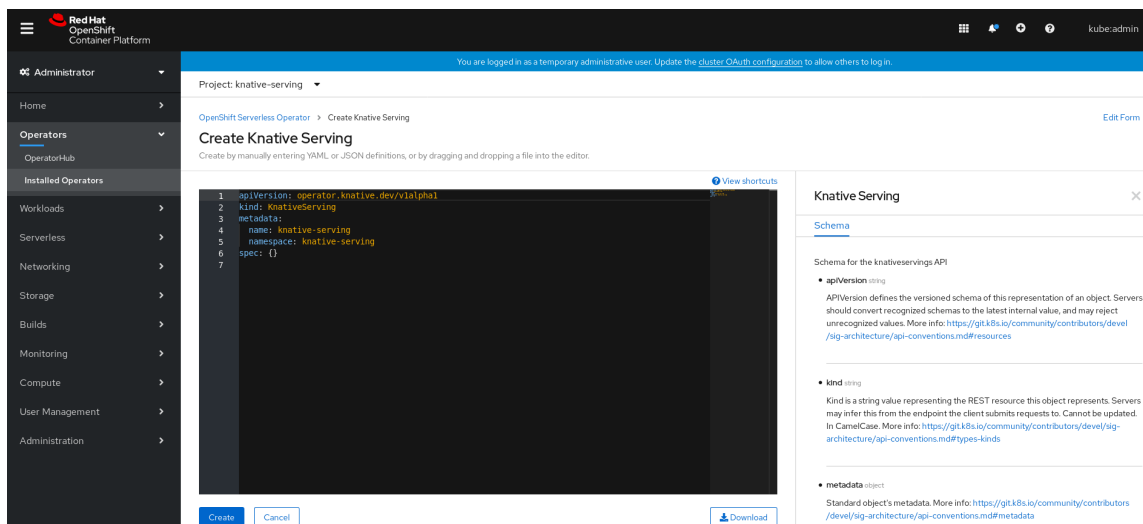 Red Hat
OpenShift
Container Platform
kube:admin
Administrator
You are logged in as a temporary administrative user. Update the cluster OAuth configuration to allow others to log in.
Project: knative-serving
Home
Operators
OperatorHub
Installed Operators
Workloads
Serverless
Networking
Storage
Builds
Monitoring
Compute
User Management
Administration
OpenShift Serverless Operator > Create Knative Serving
Edit Form
Create Knative Serving
Create by manually entering YAML or JSON definitions, or by dragging and dropping a file into the editor.
View shortcuts
1 apiVersion: operator.knative.dev/v1alpha1
2 kind: KnativeServing
3 metadata:
4   name: knative-serving
5   namespace: knative-serving
6 spec: {}
7
Create
Cancel
Download
Knative Serving
Schema
Schema for the knativeservings API
• apiVersion string
APIVersion defines the versioned schema of this representation of an object. Servers
should convert recognized schemas to the latest internal value, and may reject
unrecognized values. More info: https://git.k8s.io/community/contributors/devel
/sig-architecture/api-conventions.md#resources
• kind string
Kind is a string value representing the REST resource this object represents. Servers
may infer this from the endpoint the client submits requests to. Cannot be updated.
In CamelCase. More info: https://git.k8s.io/community/contributors/devel/sig-
architecture/api-conventions.md#types-kinds
• metadata object
Standard object's metadata. More info: https://git.k8s.io/community/contributors
/devel/sig-architecture/api-conventions.md#metadata